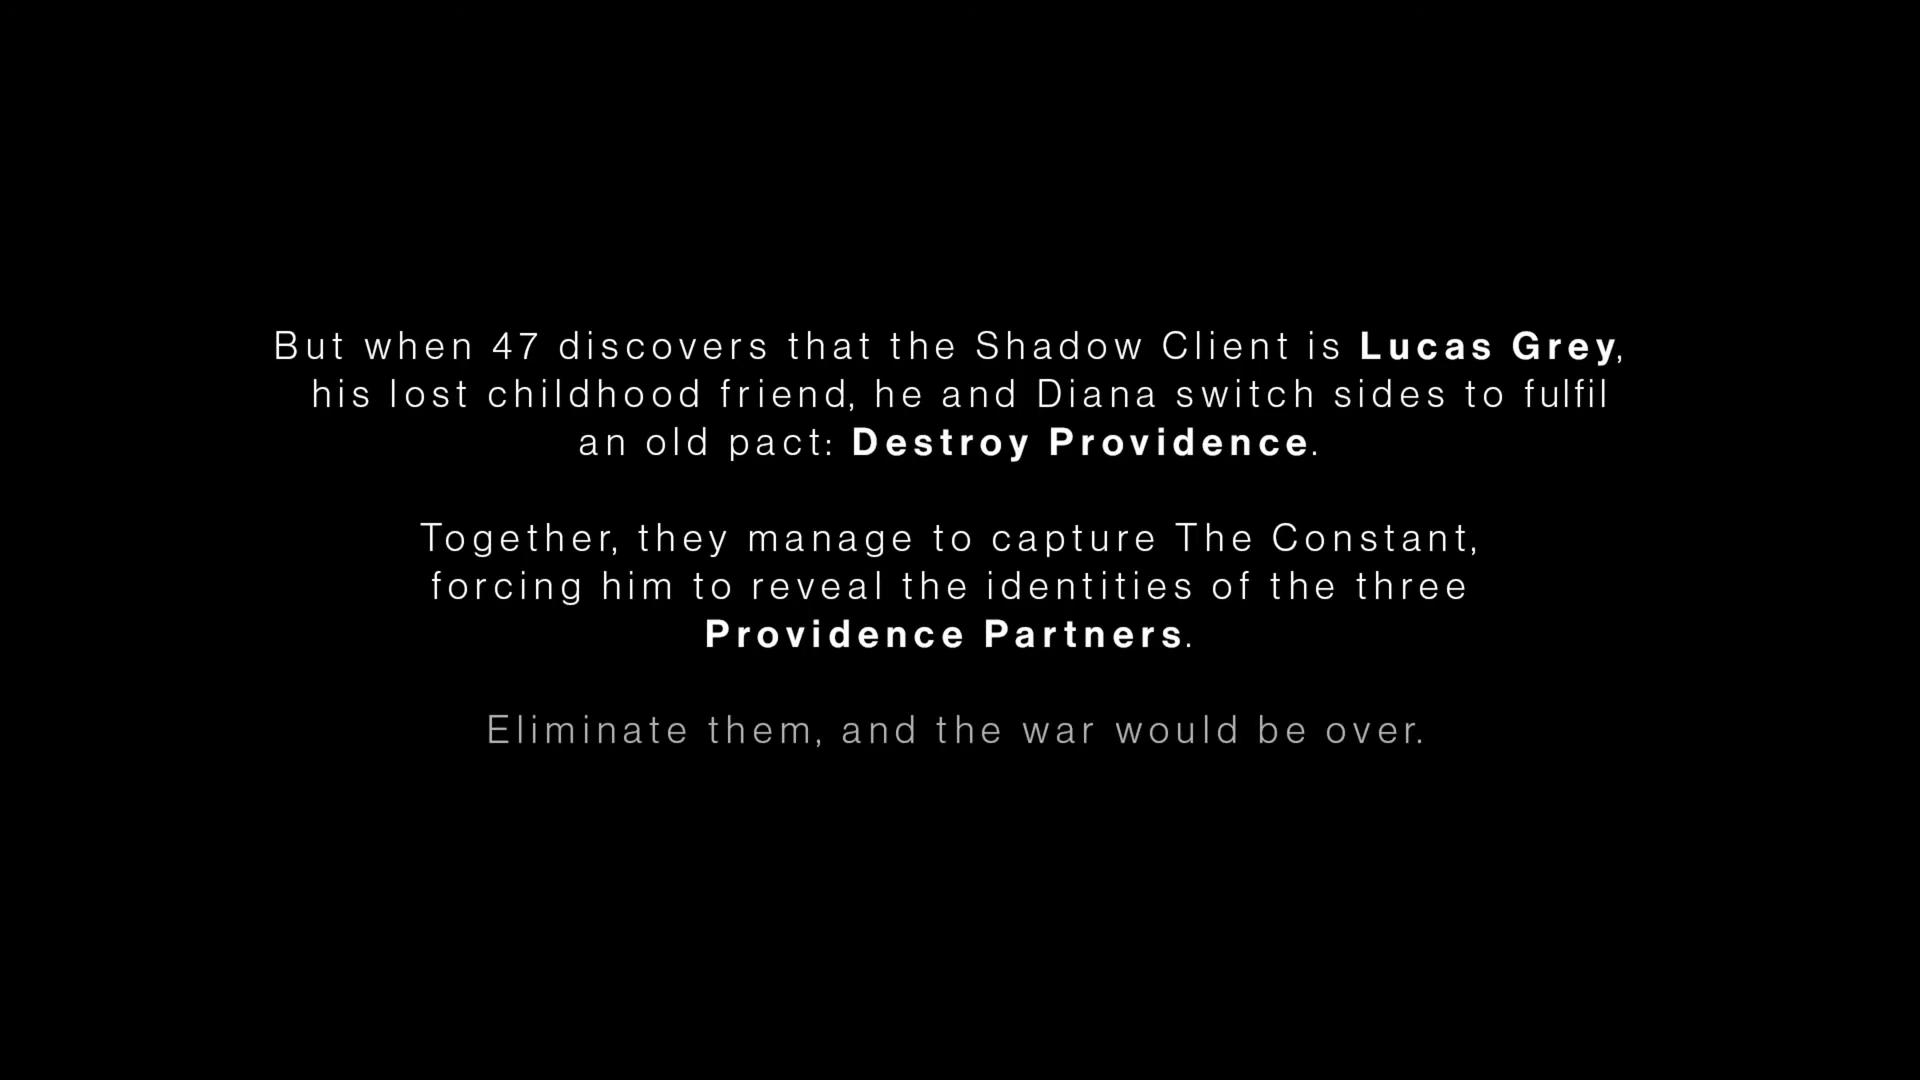 But when 47 discovers that the Shadow Client is Lucas Grey,
his lost childhood friend, he and Diana switch sides to fulfil
an old pact: Destroy Providence.
Together, they manage to capture The Constant,
forcing him to reveal the identities of the three
Providence Partners.
Eliminate them, and the war would be over.